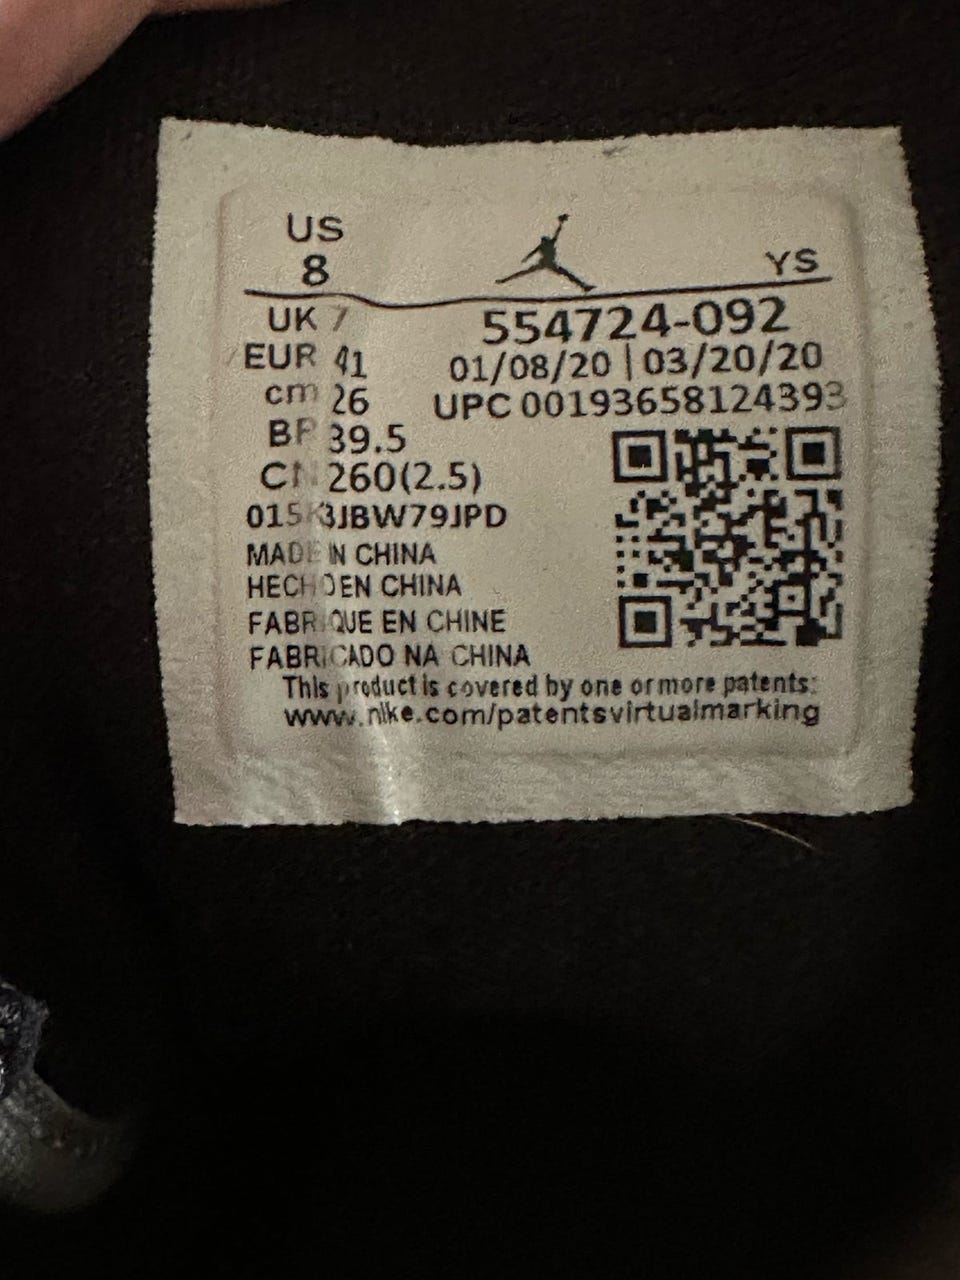 US
8
YS
UK 7
554724-092
EUR 41
01/08/20 | 03/20/20
cm 26
UPC 00193658124393
BR 39.5
CN 260(2.5)
MADE IN CHINA
HECHO EN CHINA
FABRIQUE EN CHINE
FABRICADO NA CHINA
This product is covered by one or more patents:
www.nike.com/patentsvirtualmarking